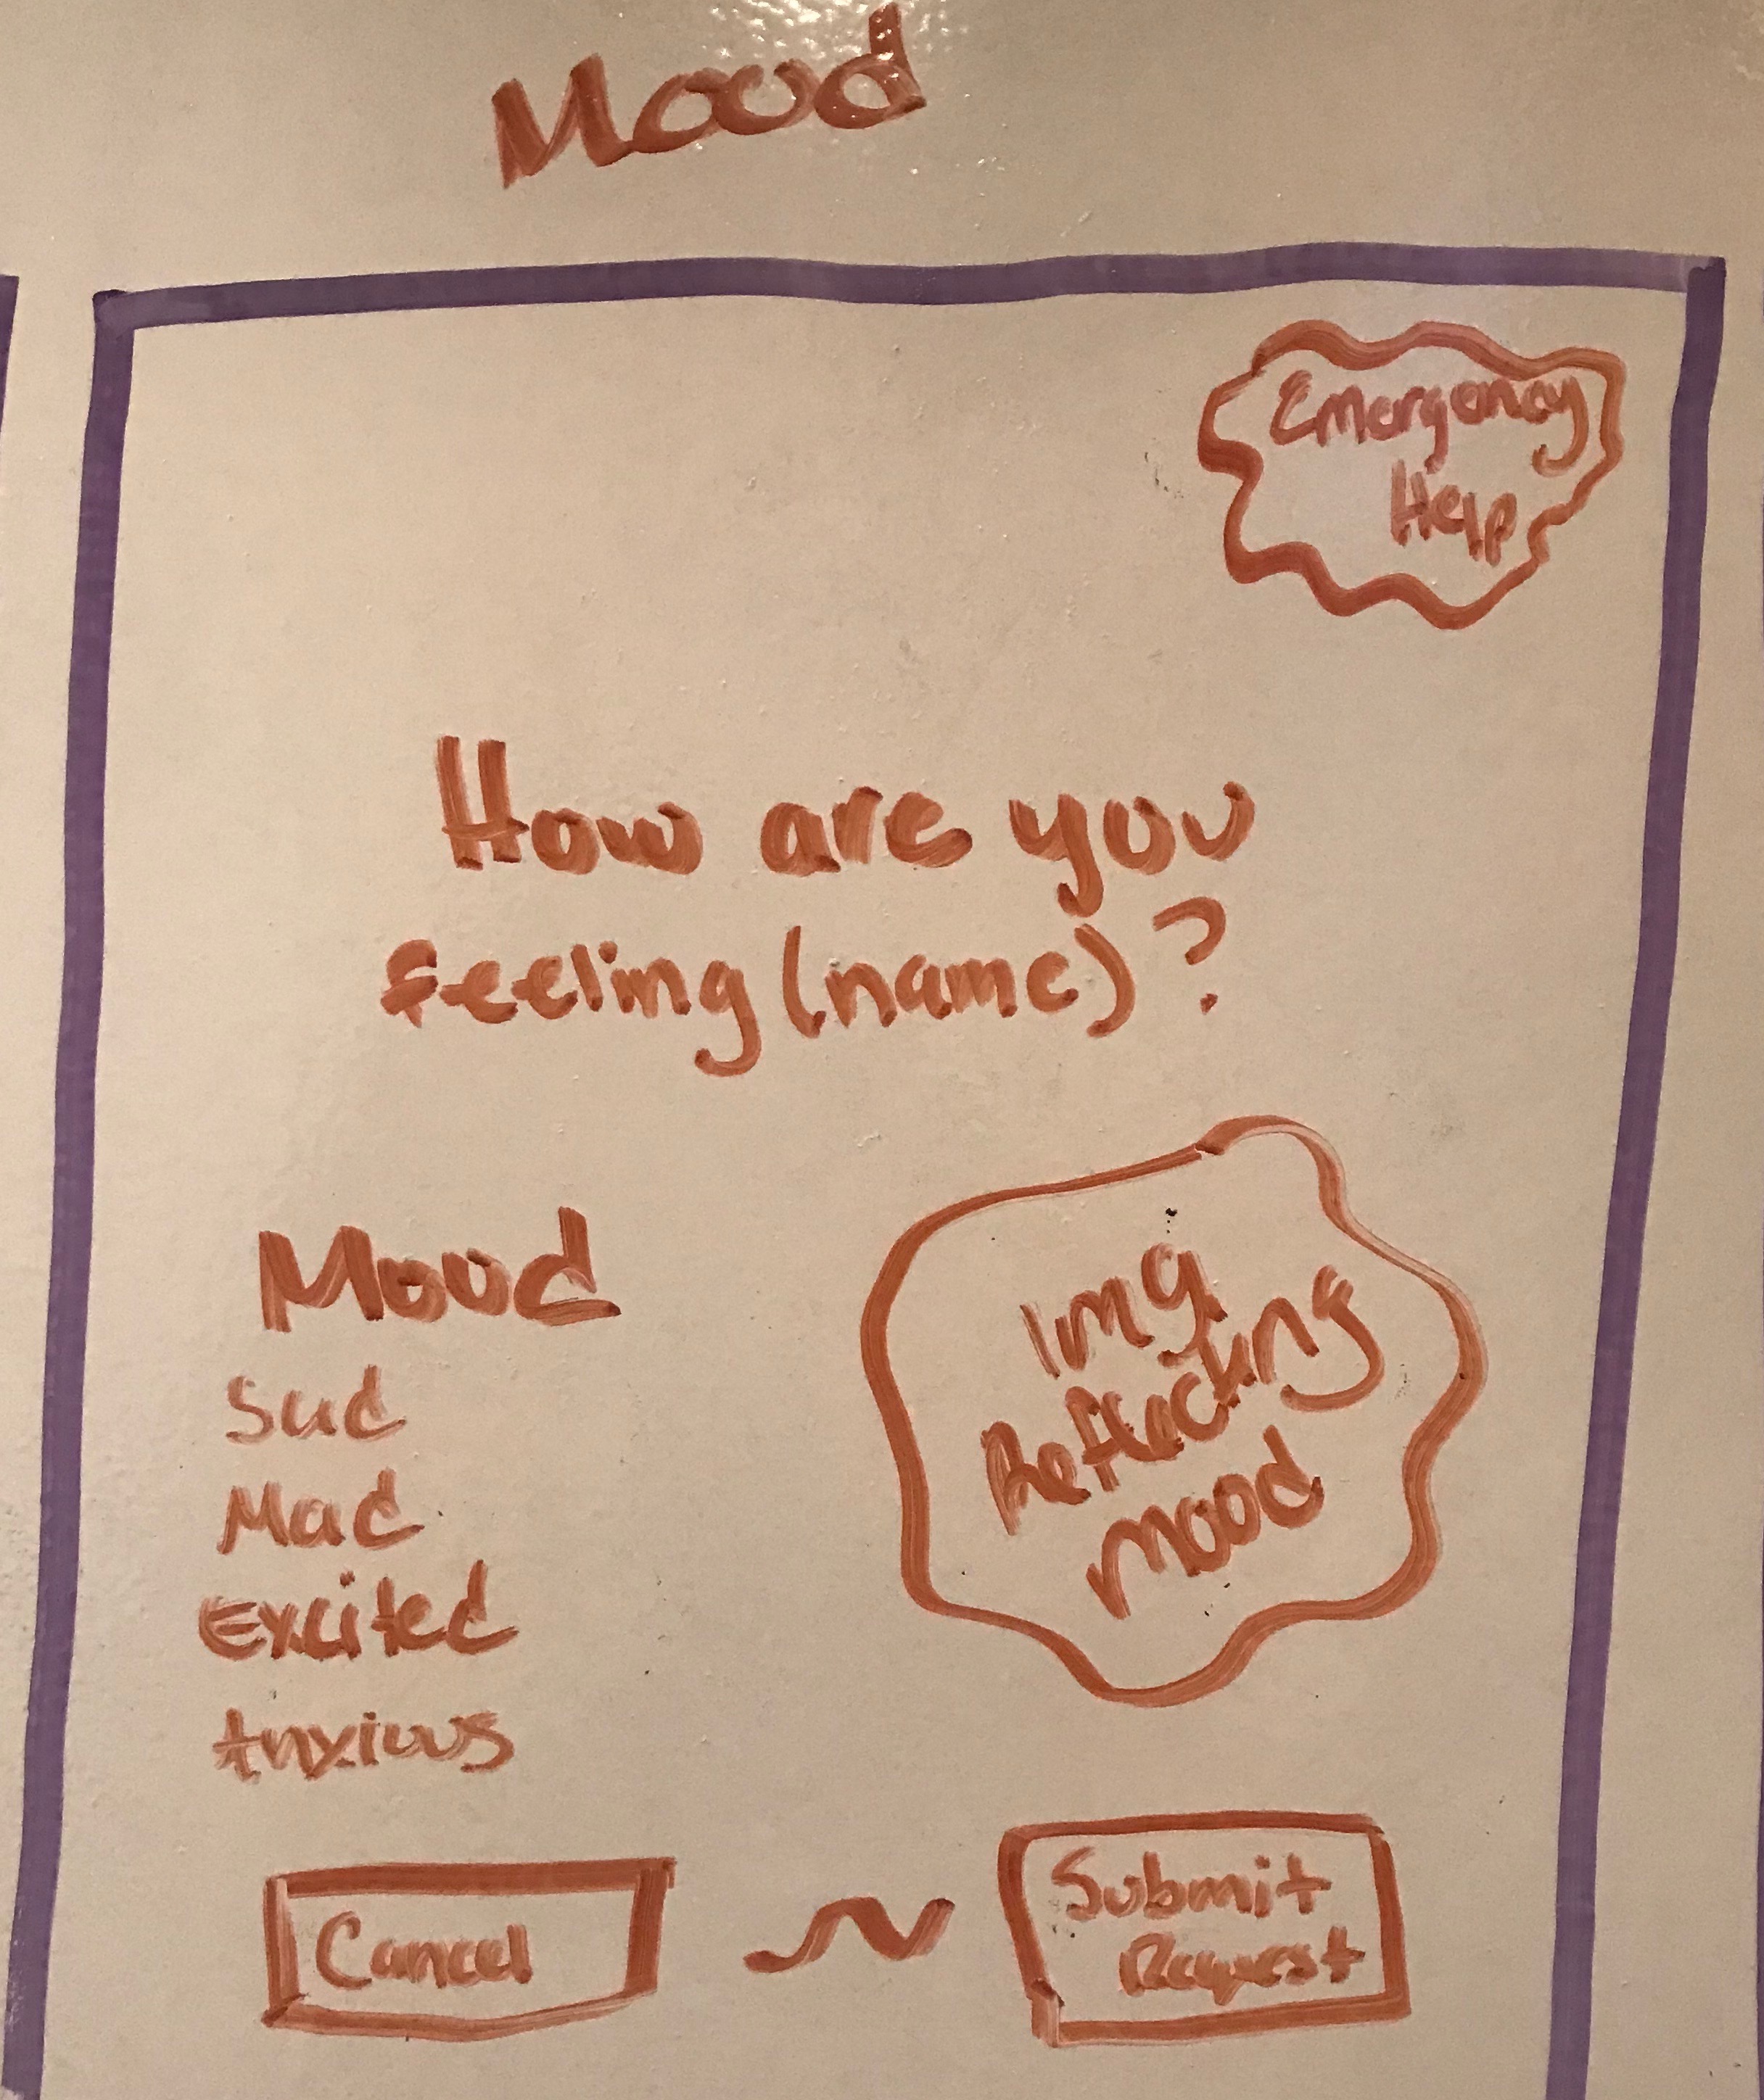 Mood
Emergency
Help
How are you
feeling (name)?
Mood
Sad
Mad
Excited
Anxious
Img
Reflecting
mood
Cancel
Submit
Request